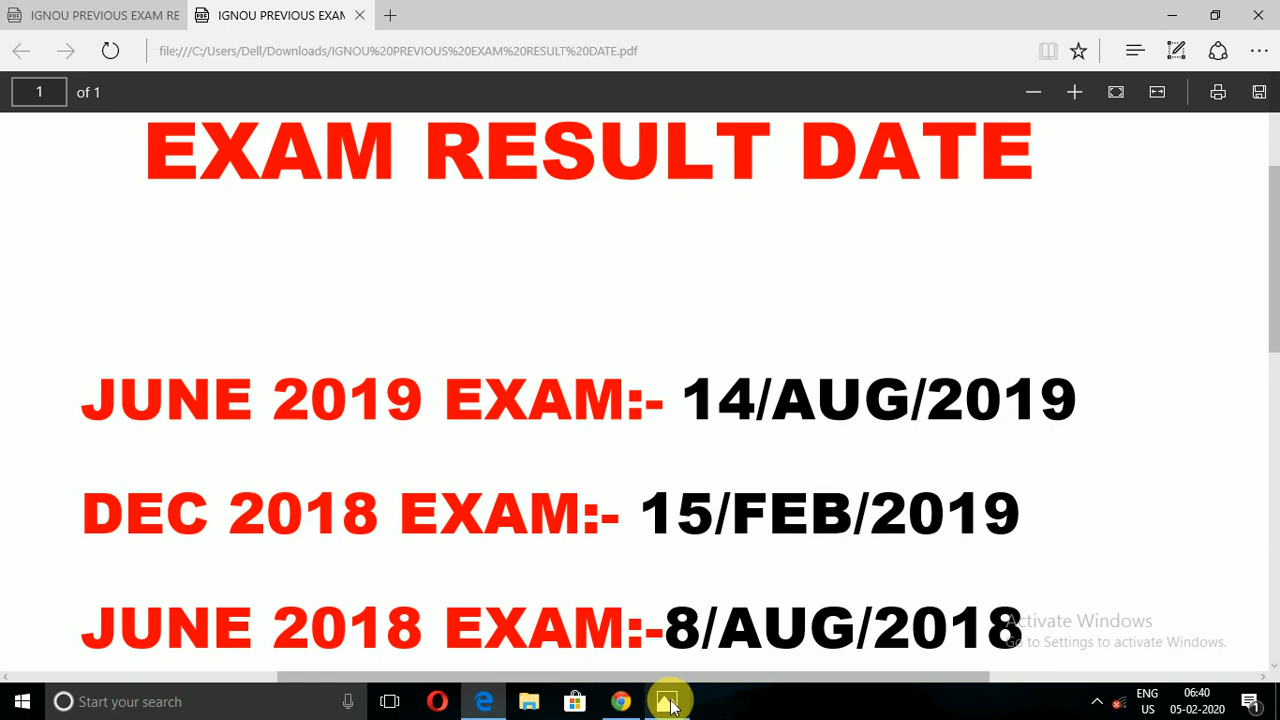 IGNOU PREVIOUS EXAM RE
IGNOU PREVIOUS EXAM
file:///C:/Users/Dell/Downloads/IGNOU%20PREVIOUS%20EXAM%20RESULT%20DATE.pdf
1 of 1
EXAM RESULT DATE
JUNE 2019 EXAM:- 14/AUG/2019
DEC 2018 EXAM:- 15/FEB/2019
JUNE 2018 EXAM:-8/AUG/2018
Activate Windows
Go to Settings to activate Windows.
Start your search
ENG
US
06:40
05-02-2020
1